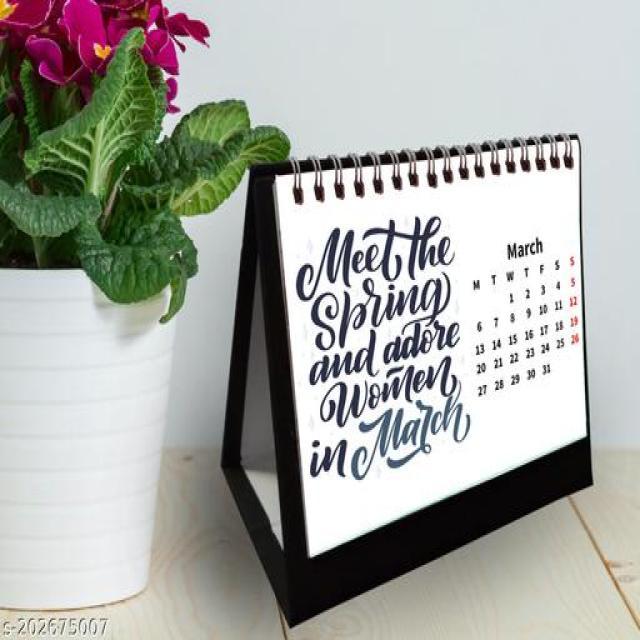 Meet the
Spring
and adore
Women
in March
March
M T W T F S S
1 2 3 4 5
6 7 8 9 10 11 12
13 14 15 16 17 18 19
20 21 22 23 24 25 26
27 28 29 30 31
s-202675007